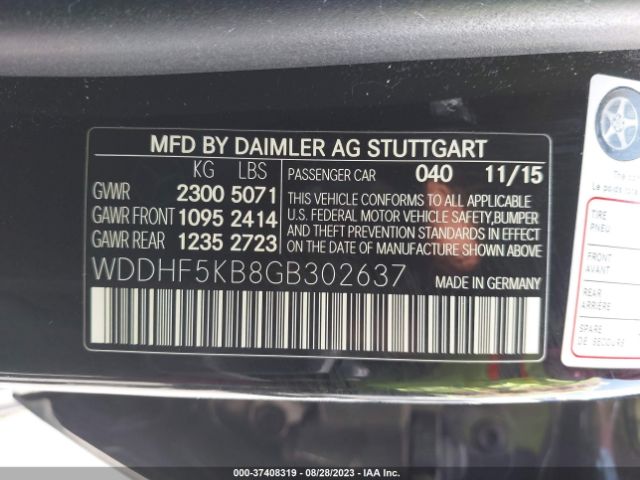 MFD BY DAIMLER AG STUTTGART
KG LBS
GVWR 2300 5071
GAWR FRONT 1095 2414
GAWR REAR 1235 2723
PASSENGER CAR 040 11/15
THIS VEHICLE CONFORMS TO ALL APPLICABLE
U.S. FEDERAL MOTOR VEHICLE SAFETY,BUMPER
AND THEFT PREVENTION STANDARDS IN EFFECT
ON THE DATE OF MANUFACTURE SHOWN ABOVE.
WDDHF5KB8GB302637
MADE IN GERMANY
TIRE
PNEU
FRONT
AVANT
REAR
ARRIÈRE
SPARE
DE SECOURS
000-37408319 - 08/28/2023 - IAA Inc.